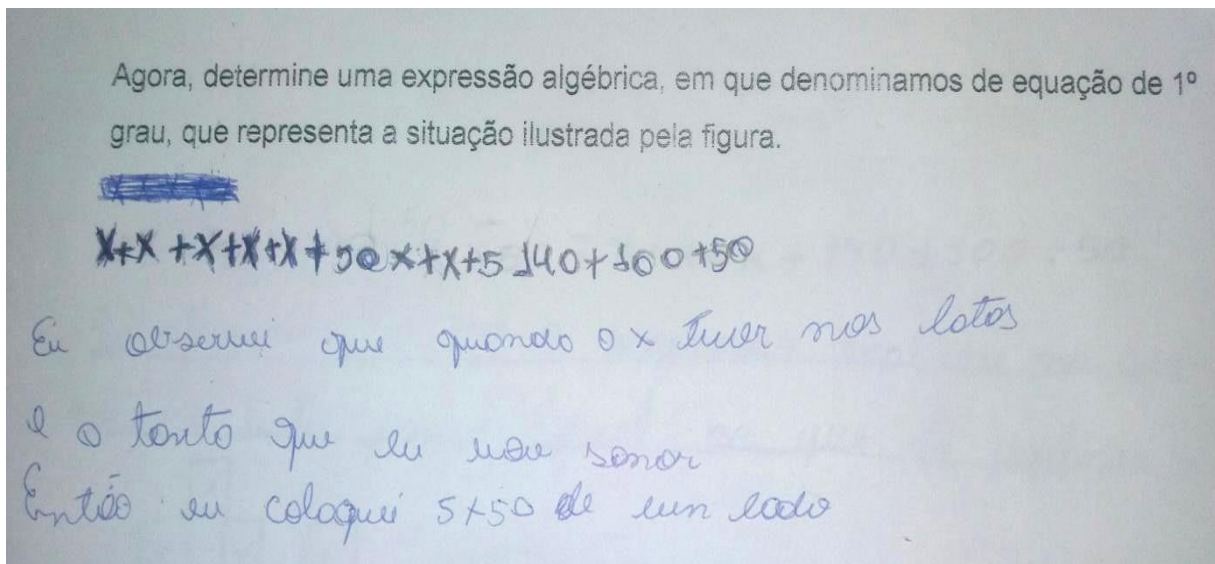 Agora, determine uma expressão algébrica, em que denominamos de equação de 1º
grau, que representa a situação ilustrada pela figura.
X+X+X+X+X+50 x+x+5 140+100+50
Eu observei que quando o x tiver nos latos
e o tanto que eu vou somor
Então eu coloquei 5x50 de um lado